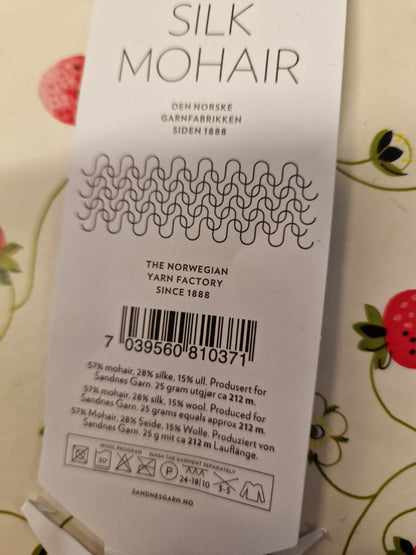 SILK
MOHAIR
DEN NORSKE
GARNFABRIKKEN
SIDEN 1888
THE NORWEGIAN
YARN FACTORY
SINCE 1888
7 039560 810371
57% mohair, 28% silke, 15% ull. Produsert for
Sandnes Garn. 25 gram utgjør ca 212 m.
57% mohair, 28% silk, 15% wool. Produced for
Sandnes Garn. 25 grams equals approx 212 m.
57% Mohair, 28% Seide, 15% Wolle. Produziert von
Sandnes Garn. 25 g mit ca 212 m Lauflänge.
WOOL PROGRAM WASH THE GARMENT SEPARATELY
30° P 24-18|10 3-5
SANDNESGARN.NO